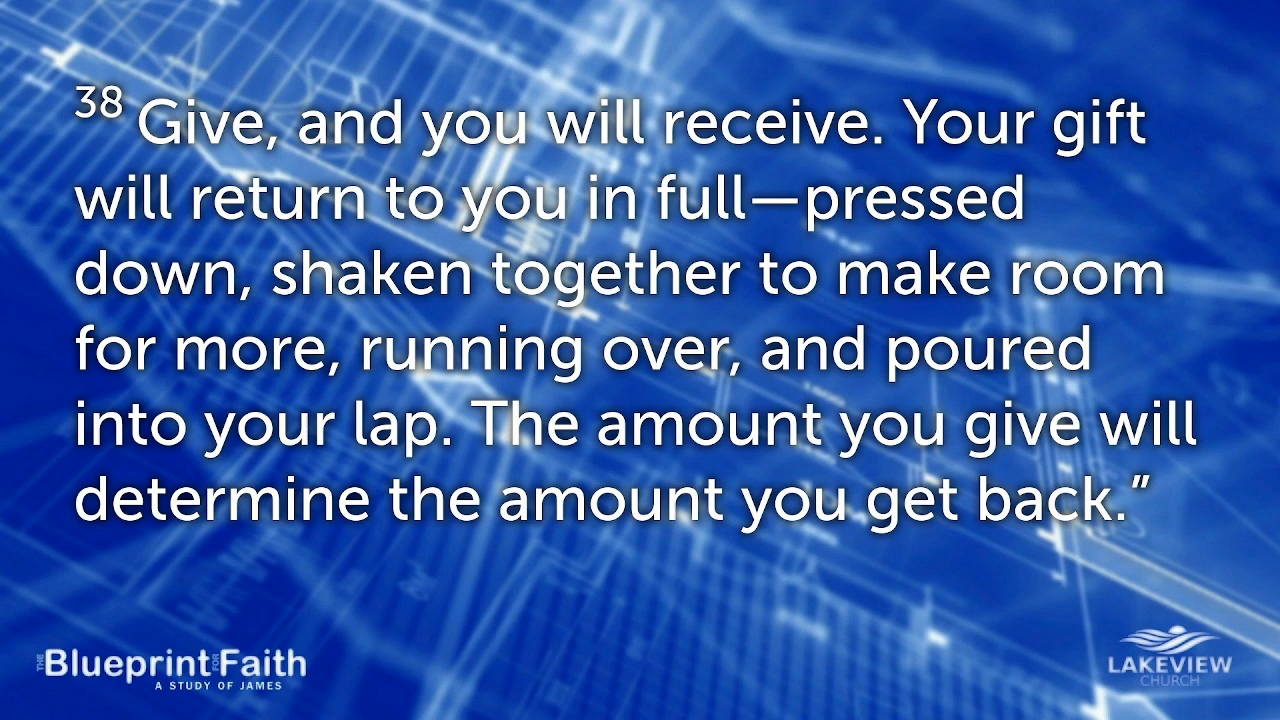 38 Give, and you will receive. Your gift
will return to you in full—pressed
down, shaken together to make room
for more, running over, and poured
into your lap. The amount you give will
determine the amount you get back.”
THE Blueprint FOR Faith
A STUDY OF JAMES
LAKEVIEW
CHURCH